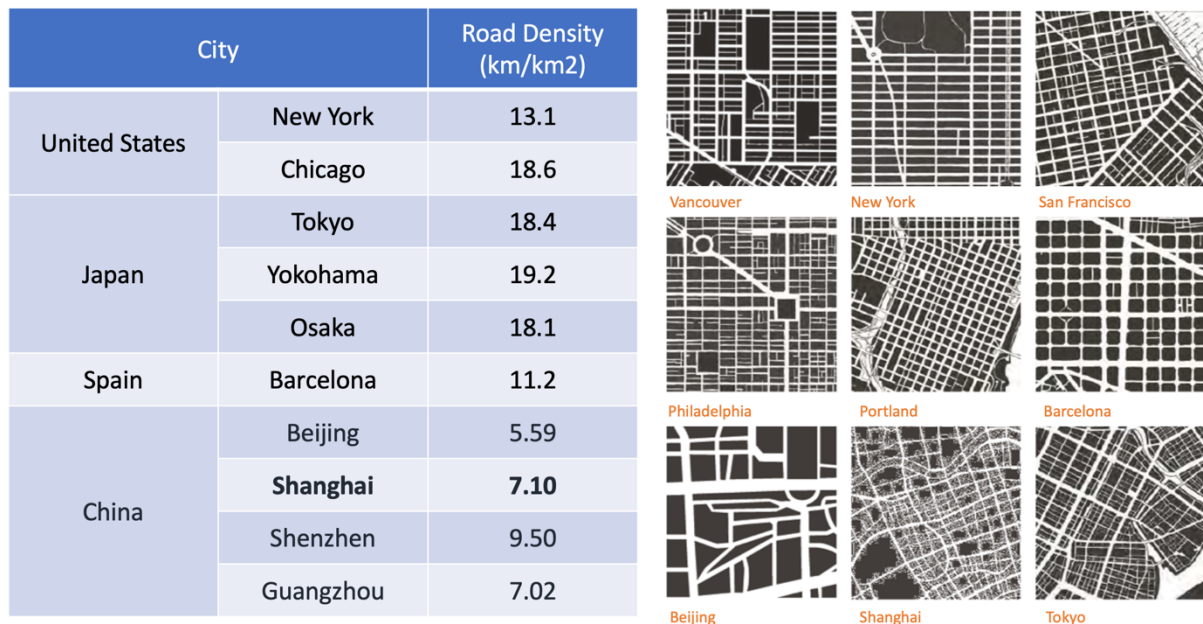 City
Road Density
(km/km2)
United States
New York
13.1
Chicago
18.6
Japan
Tokyo
18.4
Yokohama
19.2
Osaka
18.1
Spain
Barcelona
11.2
China
Beijing
5.59
Shanghai
7.10
Shenzhen
9.50
Guangzhou
7.02
Vancouver
New York
San Francisco
Philadelphia
Portland
Barcelona
Beijing
Shanghai
Tokyo